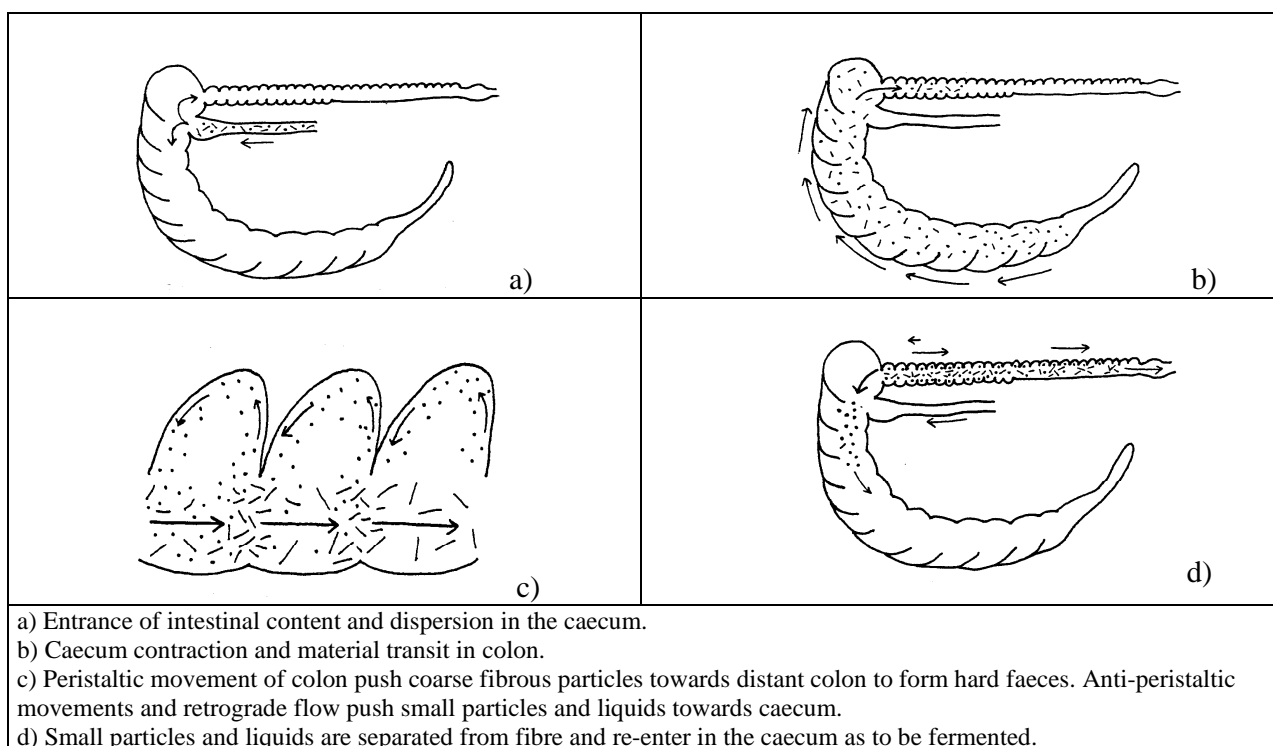 a)
b)
c)
d)
a) Entrance of intestinal content and dispersion in the caecum.
b) Caecum contraction and material transit in colon.
c) Peristaltic movement of colon push coarse fibrous particles towards distant colon to form hard faeces. Anti-peristaltic
movements and retrograde flow push small particles and liquids towards caecum.
d) Small particles and liquids are separated from fibre and re-enter in the caecum as to be fermented.